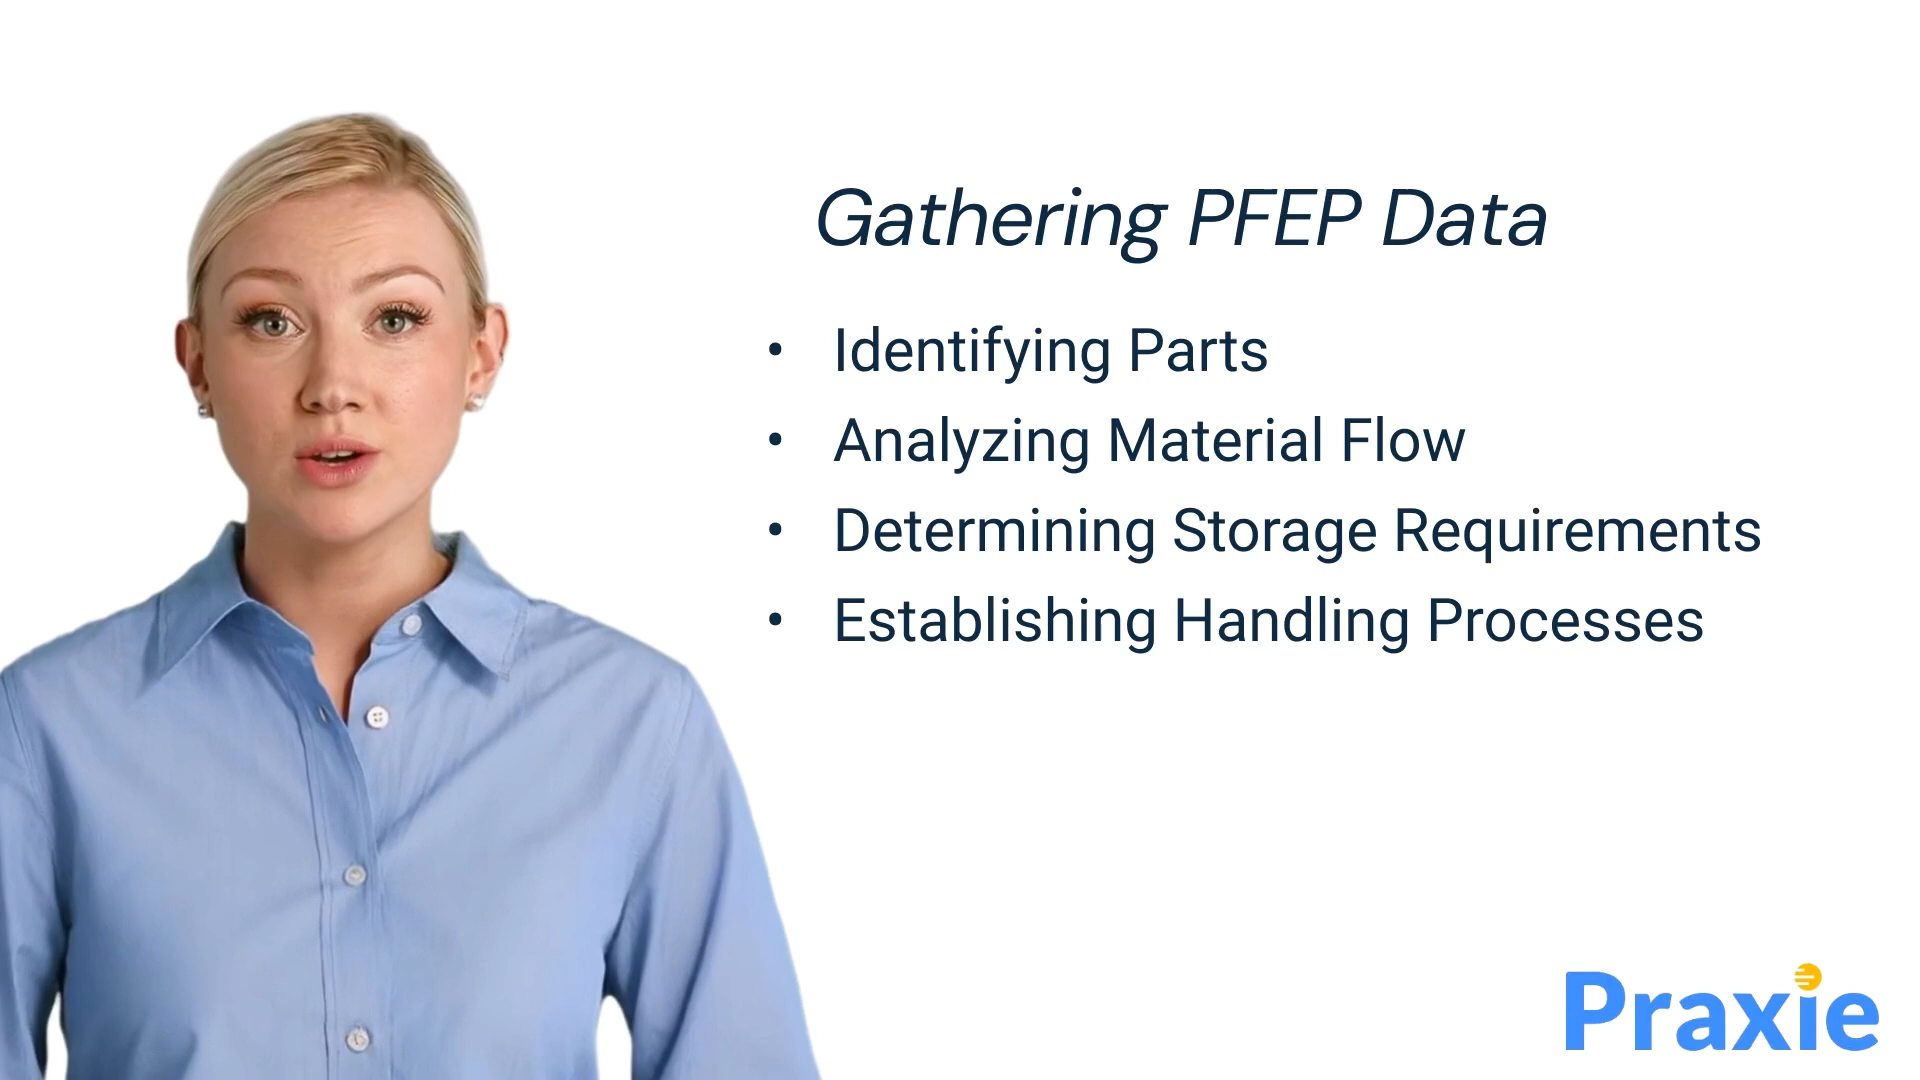 Gathering PFEP Data
• Identifying Parts
• Analyzing Material Flow
• Determining Storage Requirements
• Establishing Handling Processes
Praxie